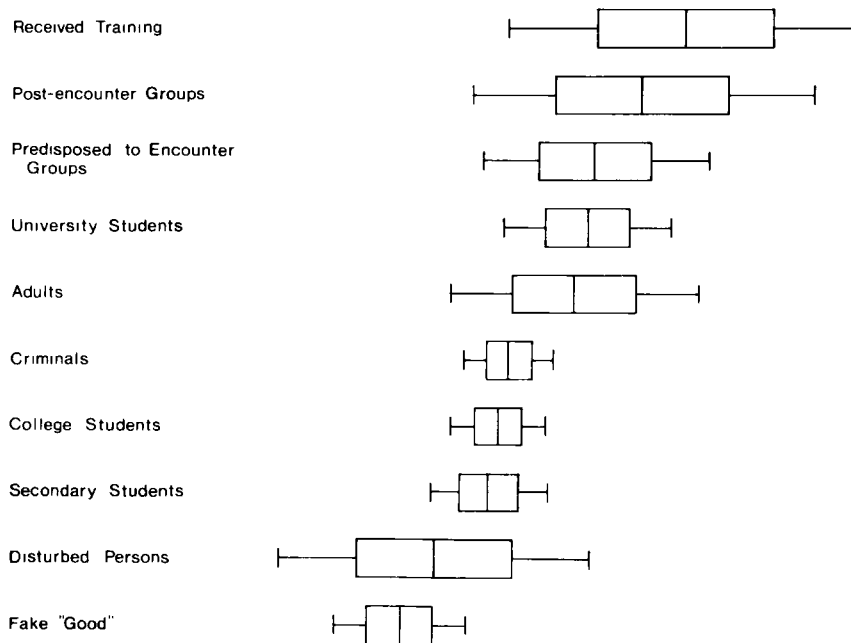 Received Training
Post-encounter Groups
Predisposed to Encounter
Groups
University Students
Adults
Criminals
College Students
Secondary Students
Disturbed Persons
Fake "Good"